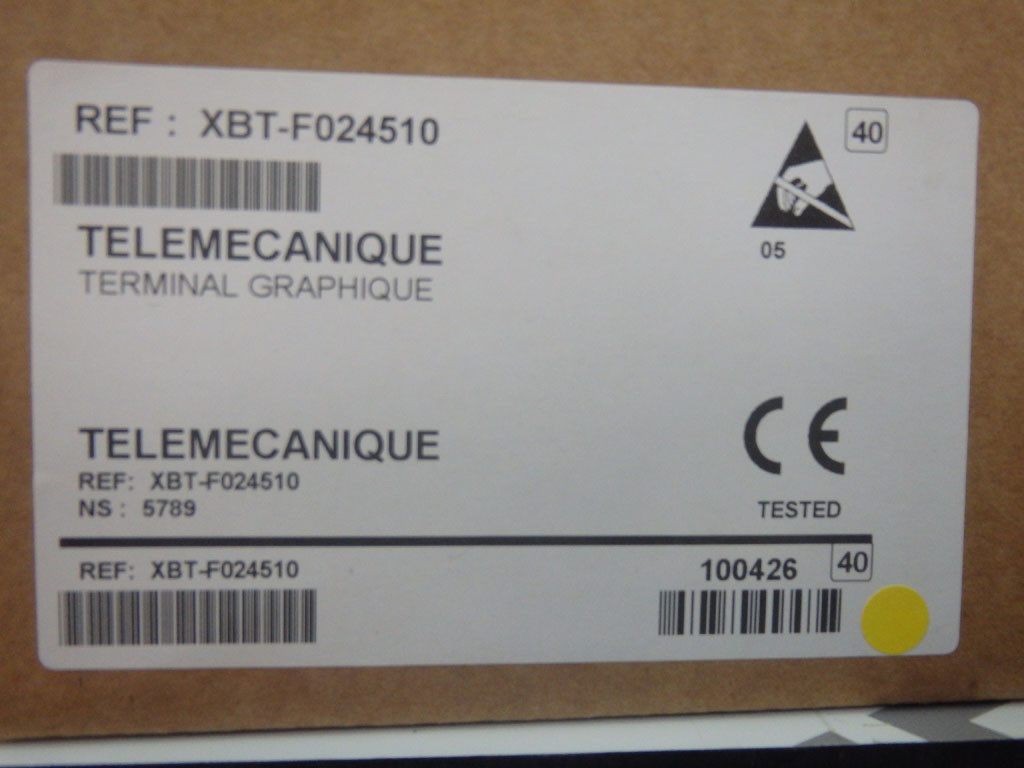 REF : XBT-F024510
40
TELEMECANIQUE
TERMINAL GRAPHIQUE
05
TELEMECANIQUE
REF: XBT-F024510
NS : 5789
CE
TESTED
REF: XBT-F024510
100426
40